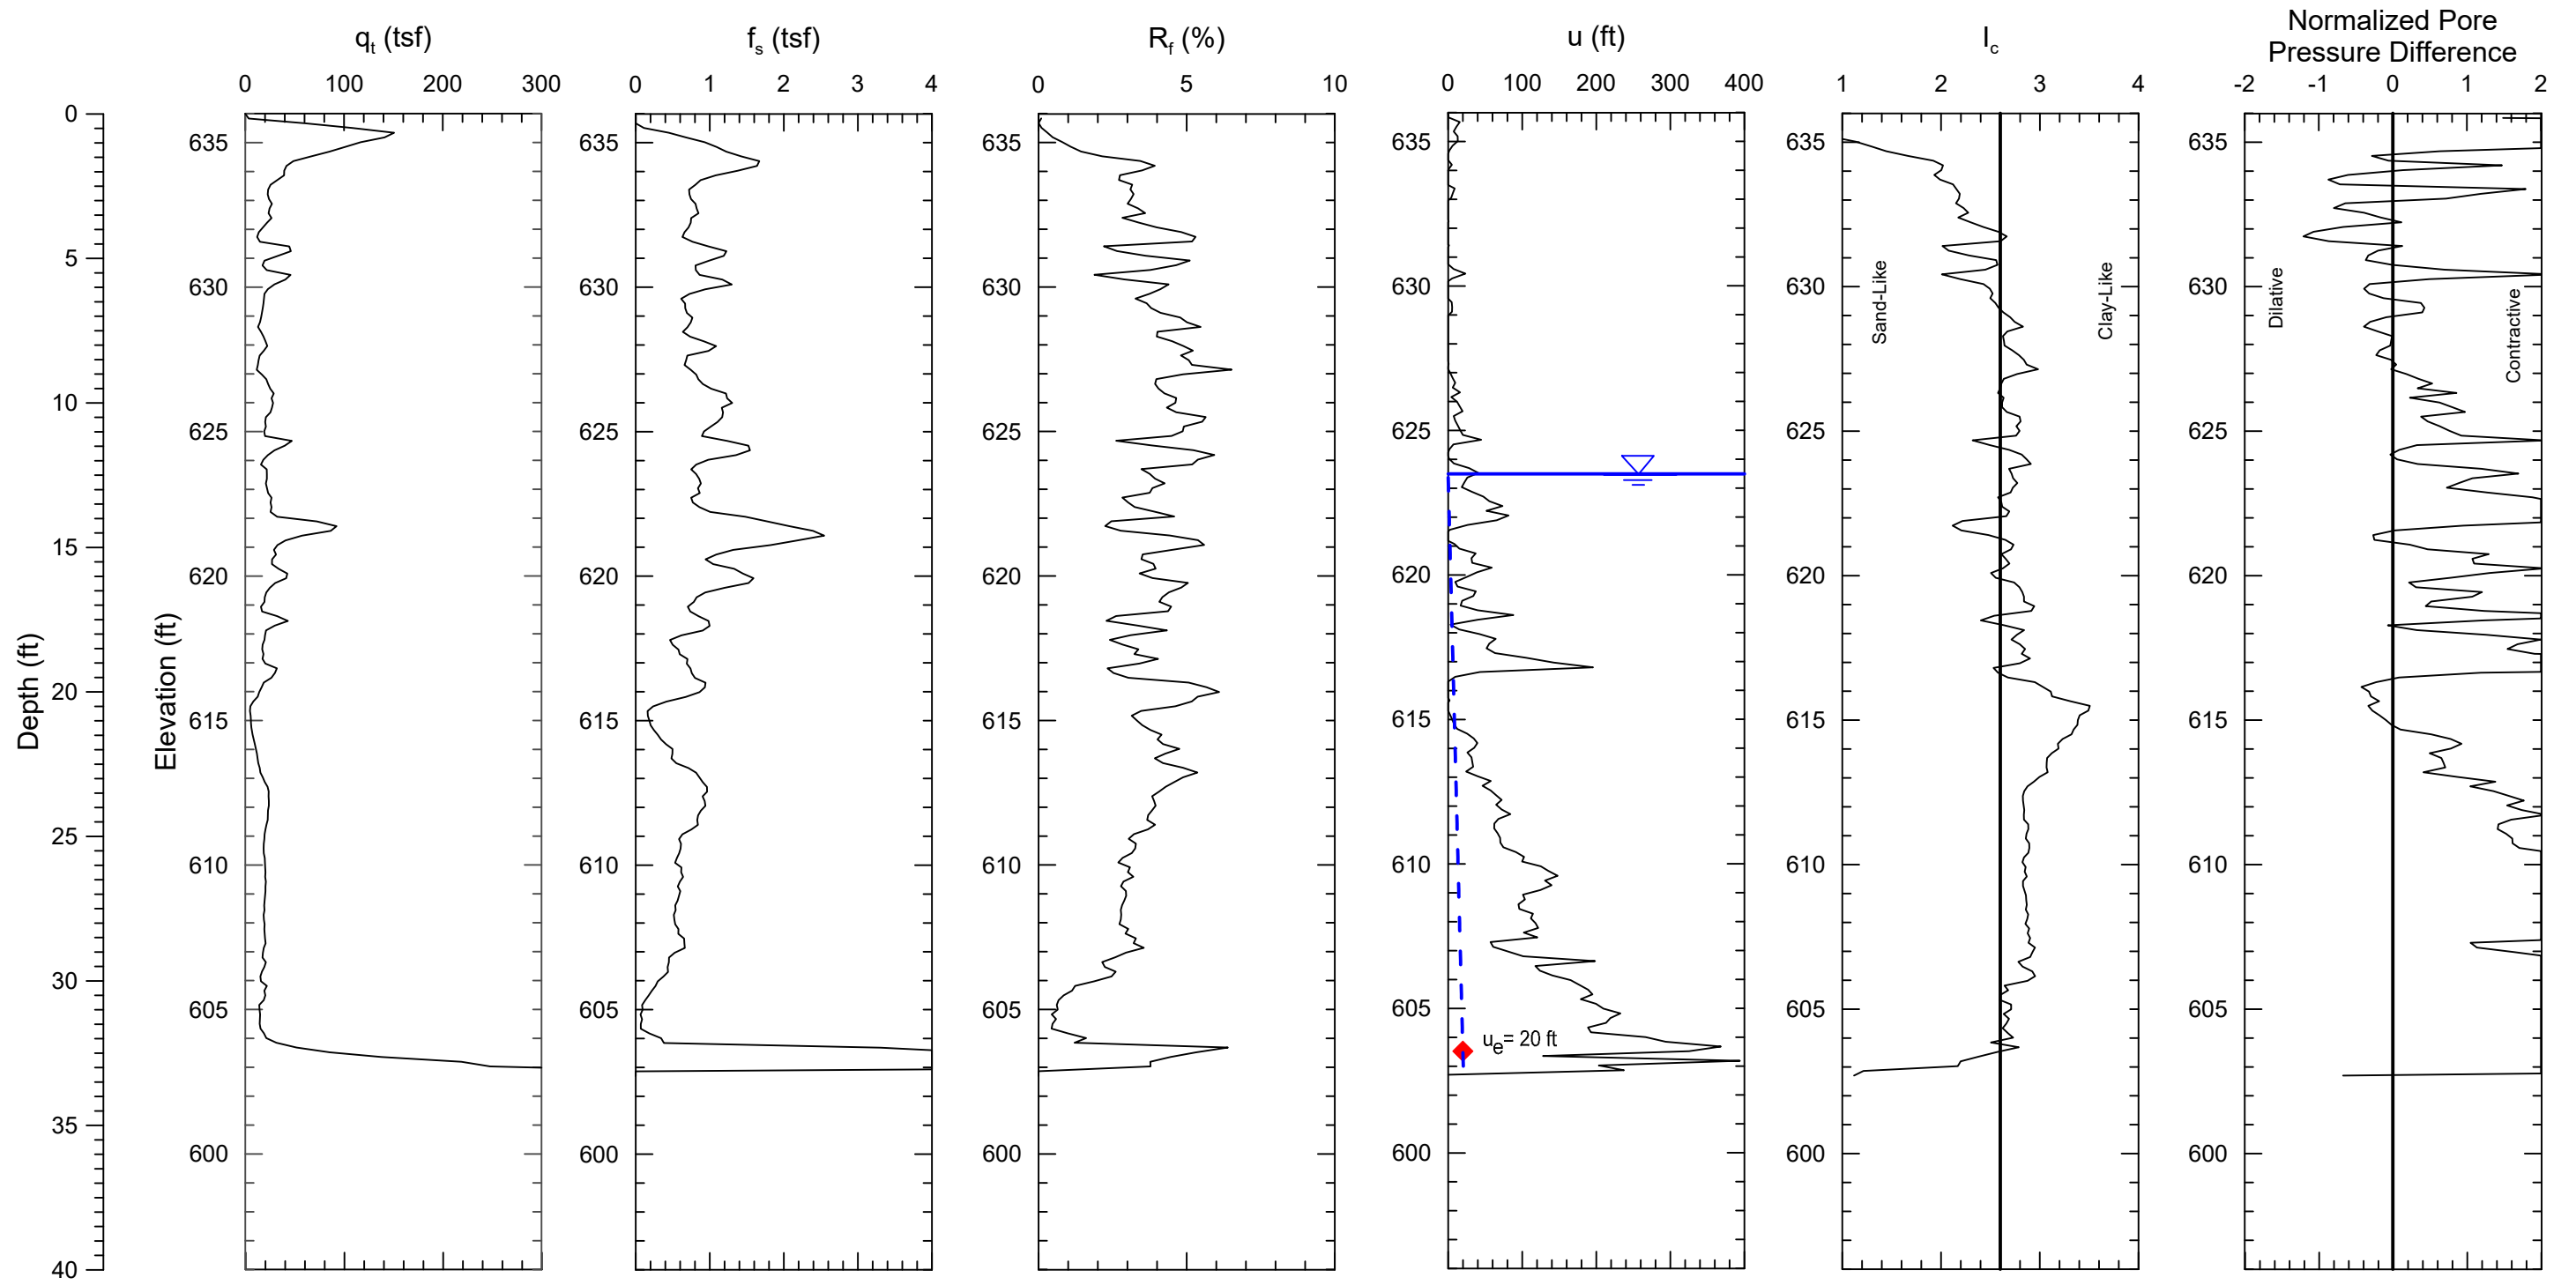 qt (tsf)
fs (tsf)
Rf (%)
u (ft)
Ic
Normalized Pore
Pressure Difference
0 100 200 300
0 1 2 3 4
0 5 10
0 100 200 300 400
1 2 3 4
-2 -1 0 1 2
Depth (ft)
0
5
10
15
20
25
30
35
40
Elevation (ft)
635
630
625
620
615
610
605
600
635
630
625
620
615
610
605
600
635
630
625
620
615
610
605
600
635
630
625
620
615
610
605
600
ue= 20 ft
635
630
625
620
615
610
605
600
Sand-Like
Clay-Like
635
630
625
620
615
610
605
600
Dilative
Contractive